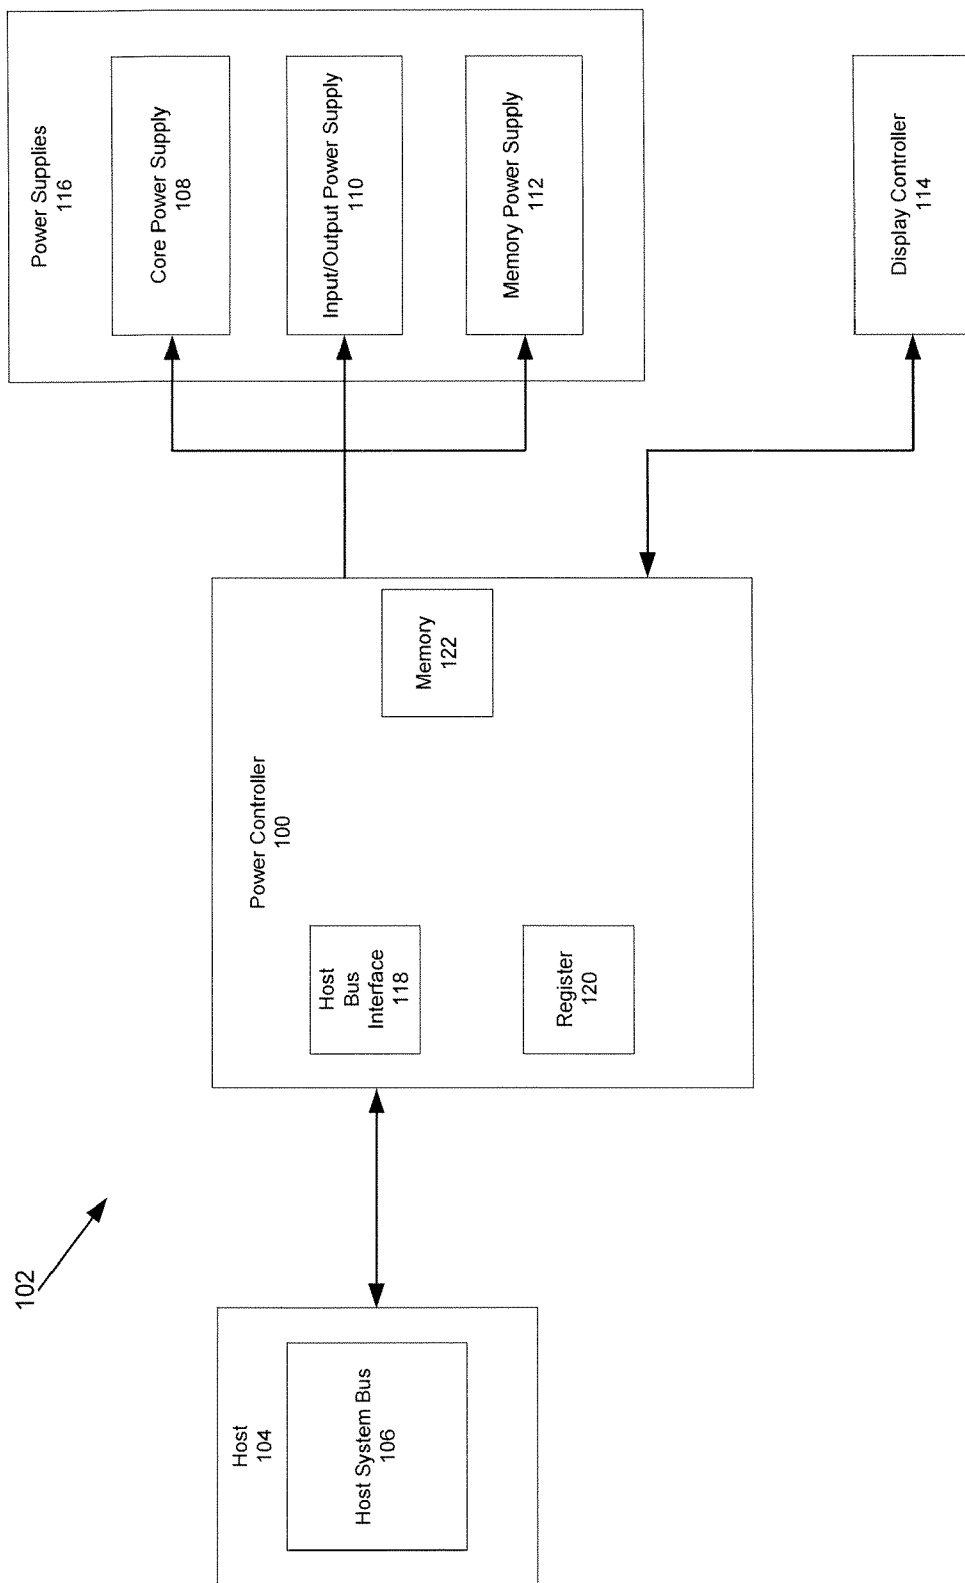 102
Host
104
Host System Bus
106
Power Controller
100
Host
Bus
Interface
118
Register
120
Memory
122
Power Supplies
116
Core Power Supply
108
Input/Output Power Supply
110
Memory Power Supply
112
Display Controller
114